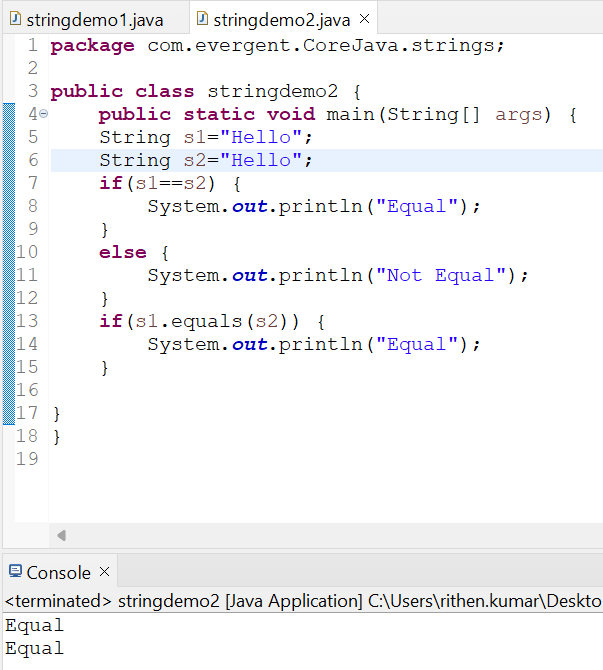 stringdemo1.java stringdemo2.java
1 package com.evergent.CoreJava.strings;
2
3 public class stringdemo2 {
4 public static void main(String[] args) {
5 String s1="Hello";
6 String s2="Hello";
7 if(s1==s2) {
8 System.out.println("Equal");
9 }
10 else {
11 System.out.println("Not Equal");
12 }
13 if(s1.equals(s2)) {
14 System.out.println("Equal");
15 }
16
17 }
18 }
19
Console
<terminated> stringdemo2 [Java Application] C:\Users\rithen.kumar\Deskto
Equal
Equal